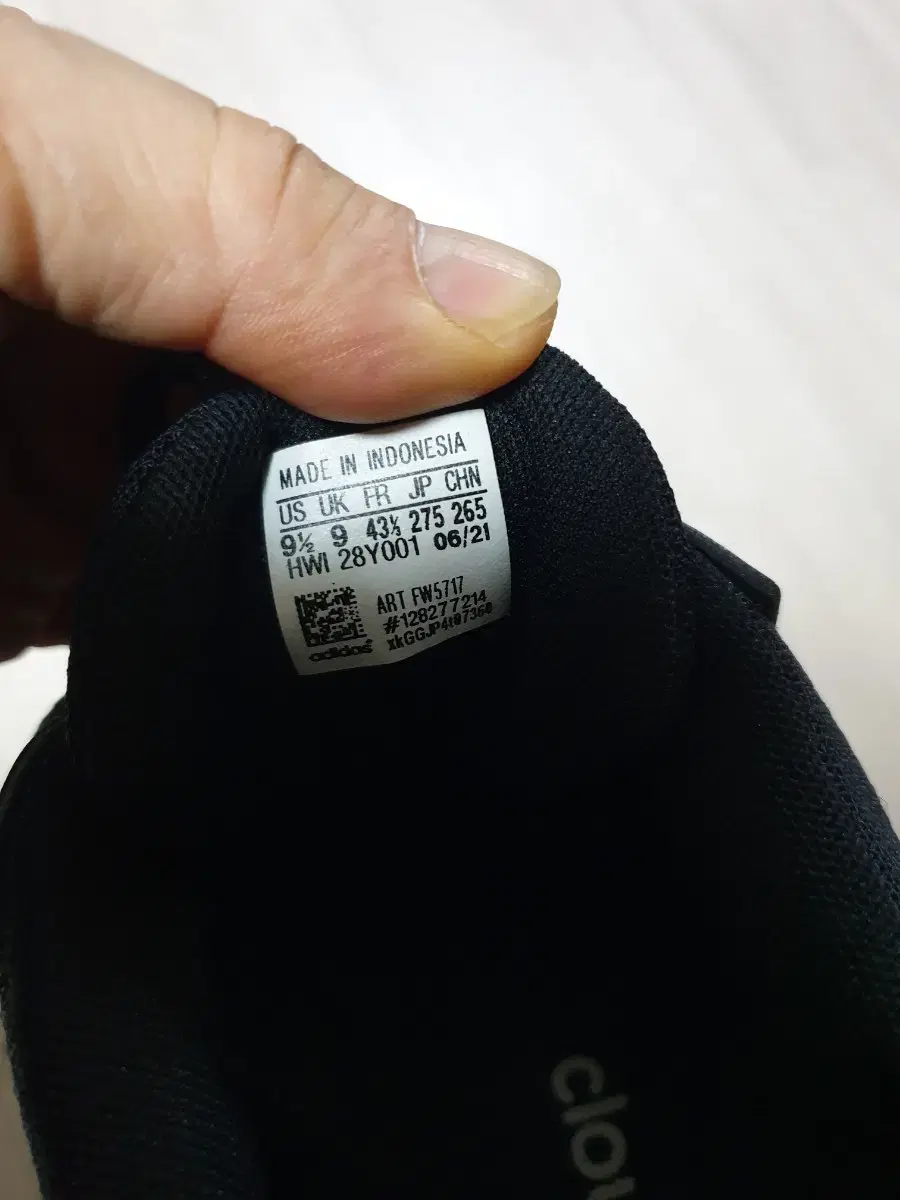 MADE IN INDONESIA
US UK FR JP CHN
9½ 9 43⅓ 275 265
HWI 28Y001 06/21
ART FW5717
#128277214
adidas
clou